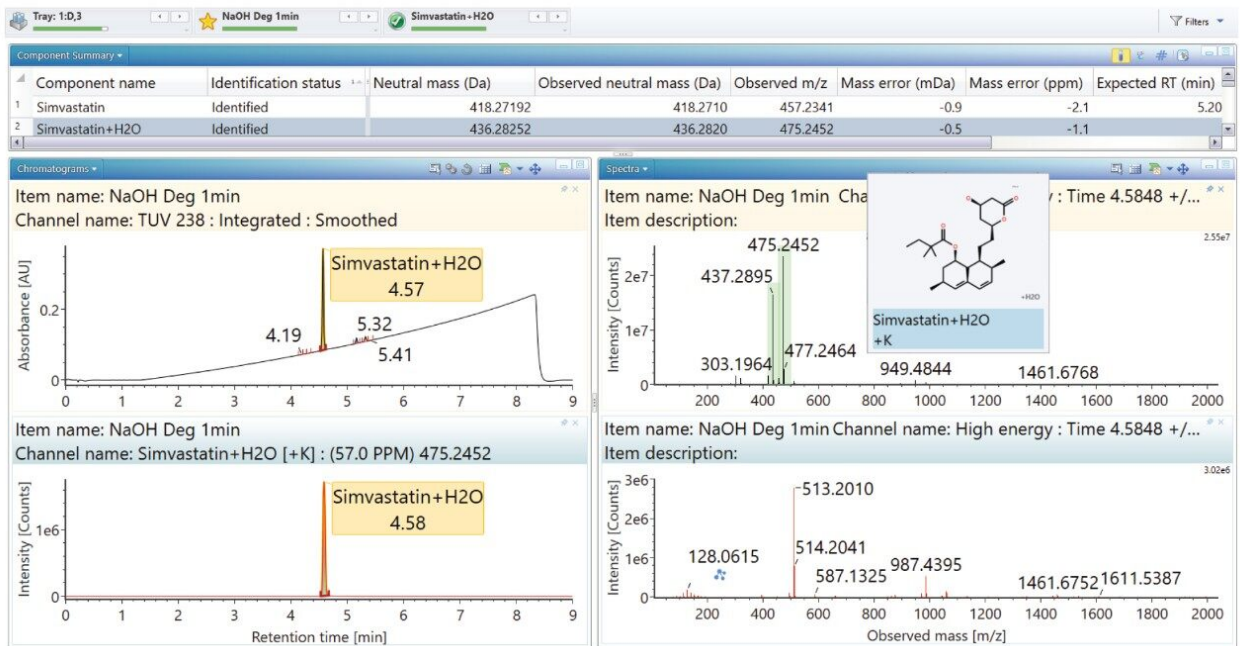 Tray: 1:D,3
NaOH Deg 1min
Simvastatin+H2O
Filters
Component Summary
Component name Identification status Neutral mass (Da) Observed neutral mass (Da) Observed m/z Mass error (mDa) Mass error (ppm) Expected RT (min)
1 Simvastatin Identified 418.27192 418.2710 457.2341 -0.9 -2.1 5.20
2 Simvastatin+H2O Identified 436.28252 436.2820 475.2452 -0.5 -1.1
Chromatograms
Item name: NaOH Deg 1min
Channel name: TUV 238 : Integrated : Smoothed
Absorbance [AU]
0.2
0
Simvastatin+H2O
4.57
4.19
5.32
5.41
0 1 2 3 4 5 6 7 8 9
Item name: NaOH Deg 1min
Channel name: Simvastatin+H2O [+K] : (57.0 PPM) 475.2452
Intensity [Counts]
1e6
0
Simvastatin+H2O
4.58
0 1 2 3 4 5 6 7 8 9
Retention time [min]
Spectra
Item name: NaOH Deg 1min Cha
: Time 4.5848 +/...
Item description:
2.55e7
Intensity [Counts]
2e7
1e7
0
475.2452
437.2895
303.1964
477.2464
949.4844
1461.6768
O
O
O
O
O
+H2O
Simvastatin+H2O
+K
200 400 600 800 1000 1200 1400 1600 1800 2000
Item name: NaOH Deg 1min Channel name: High energy : Time 4.5848 +/...
Item description:
3.02e6
Intensity [Counts]
3e6
2e6
1e6
0
513.2010
514.2041
128.0615
587.1325
987.4395
1461.6752
1611.5387
200 400 600 800 1000 1200 1400 1600 1800 2000
Observed mass [m/z]